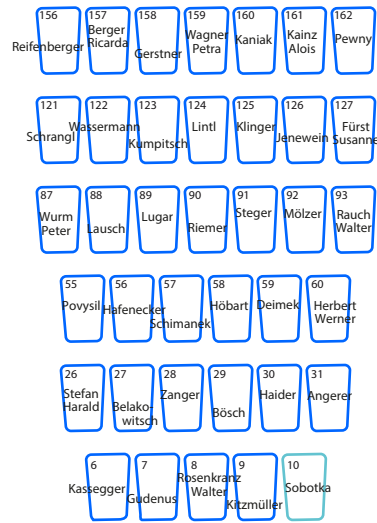 156 157 158 159 160 161 162
Reifenberger Berger Ricarda Gerstner Wagner Petra Kaniak Kainz Alois Pewny
121 122 123 124 125 126 127
Schrangl Wassermann Kumpitsch Lintl Klinger Jenewein Fürst Susanne
87 88 89 90 91 92 93
Wurm Peter Lausch Lugar Riemer Steger Mölzer Rauch Walter
55 56 57 58 59 60
Povysil Hafenecker Schimanek Höbart Deimek Herbert Werner
26 27 28 29 30 31
Stefan Harald Belako-witsch Zanger Bösch Haider Angerer
6 7 8 9 10
Kassegger Gudenus Rosenkranz Walter Kitzmüller Sobotka